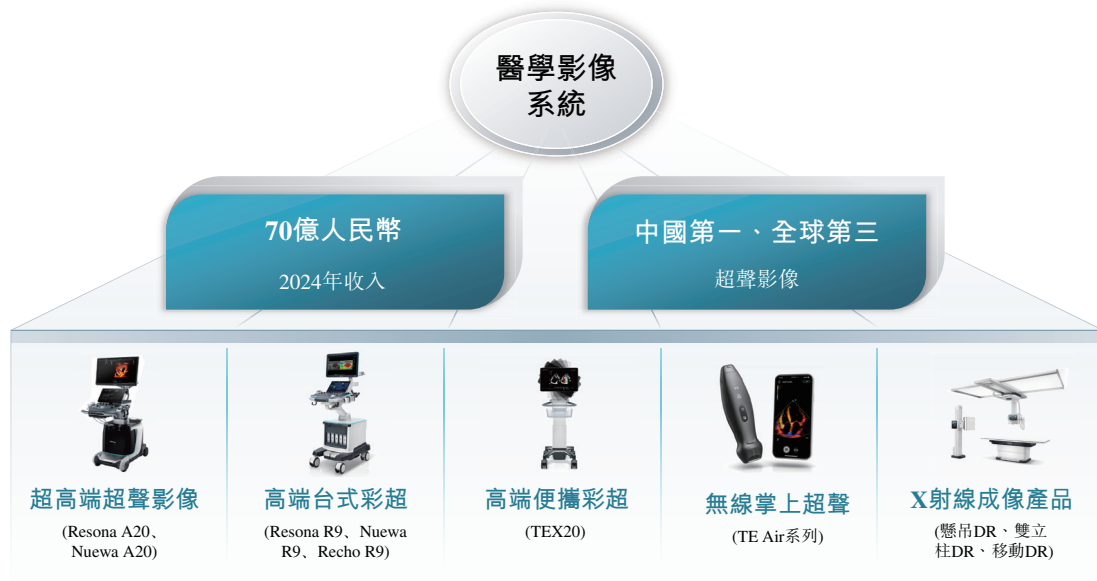 醫學影像
系統
70億人民幣
2024年收入
中國第一、全球第三
超聲影像
超高端超聲影像
(Resona A20、
Nuewa A20)
高端台式彩超
(Resona R9、Nuewa
R9、Recho R9)
高端便攜彩超
(TEX20)
無線掌上超聲
(TE Air系列)
X射線成像產品
(懸吊DR、雙立
柱DR、移動DR)